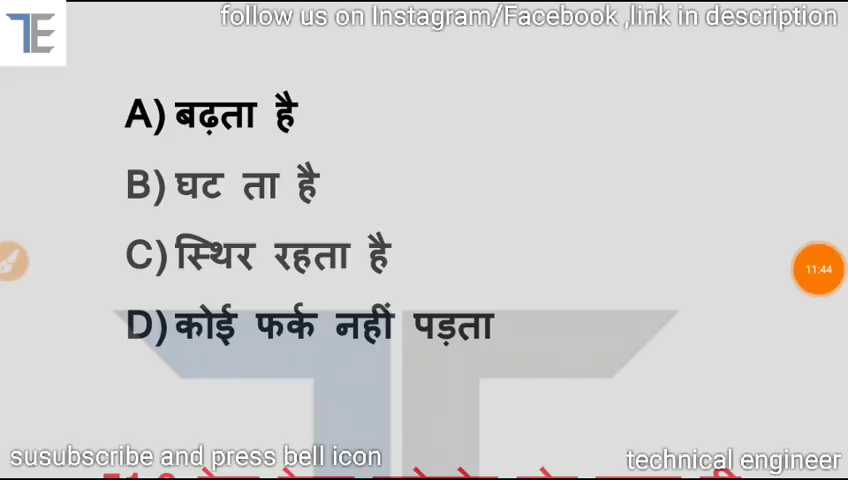 follow us on Instagram/Facebook ,link in description
TE
A) बढ़ता है
B) घट ता है
C) स्थिर रहता है
11:44
D) कोई फर्क नहीं पड़ता
susubscribe and press bell icon
technical engineer